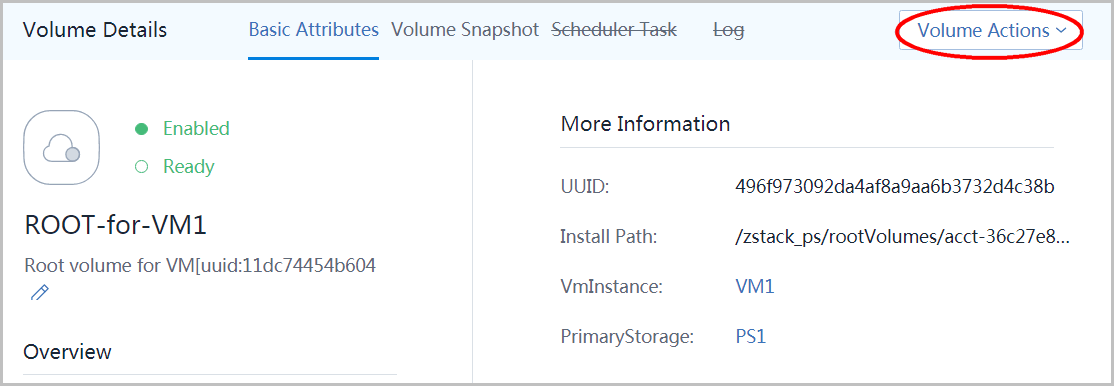 Volume Details
Basic Attributes
Volume Snapshot
Scheduler Task
Log
Volume Actions
Enabled
Ready
ROOT-for-VM1
Root volume for VM[uuid:11dc74454b604
Overview
More Information
UUID: 496f973092da4af8a9aa6b3732d4c38b
Install Path: /zstack_ps/rootVolumes/acct-36c27e8...
VmInstance: VM1
PrimaryStorage: PS1